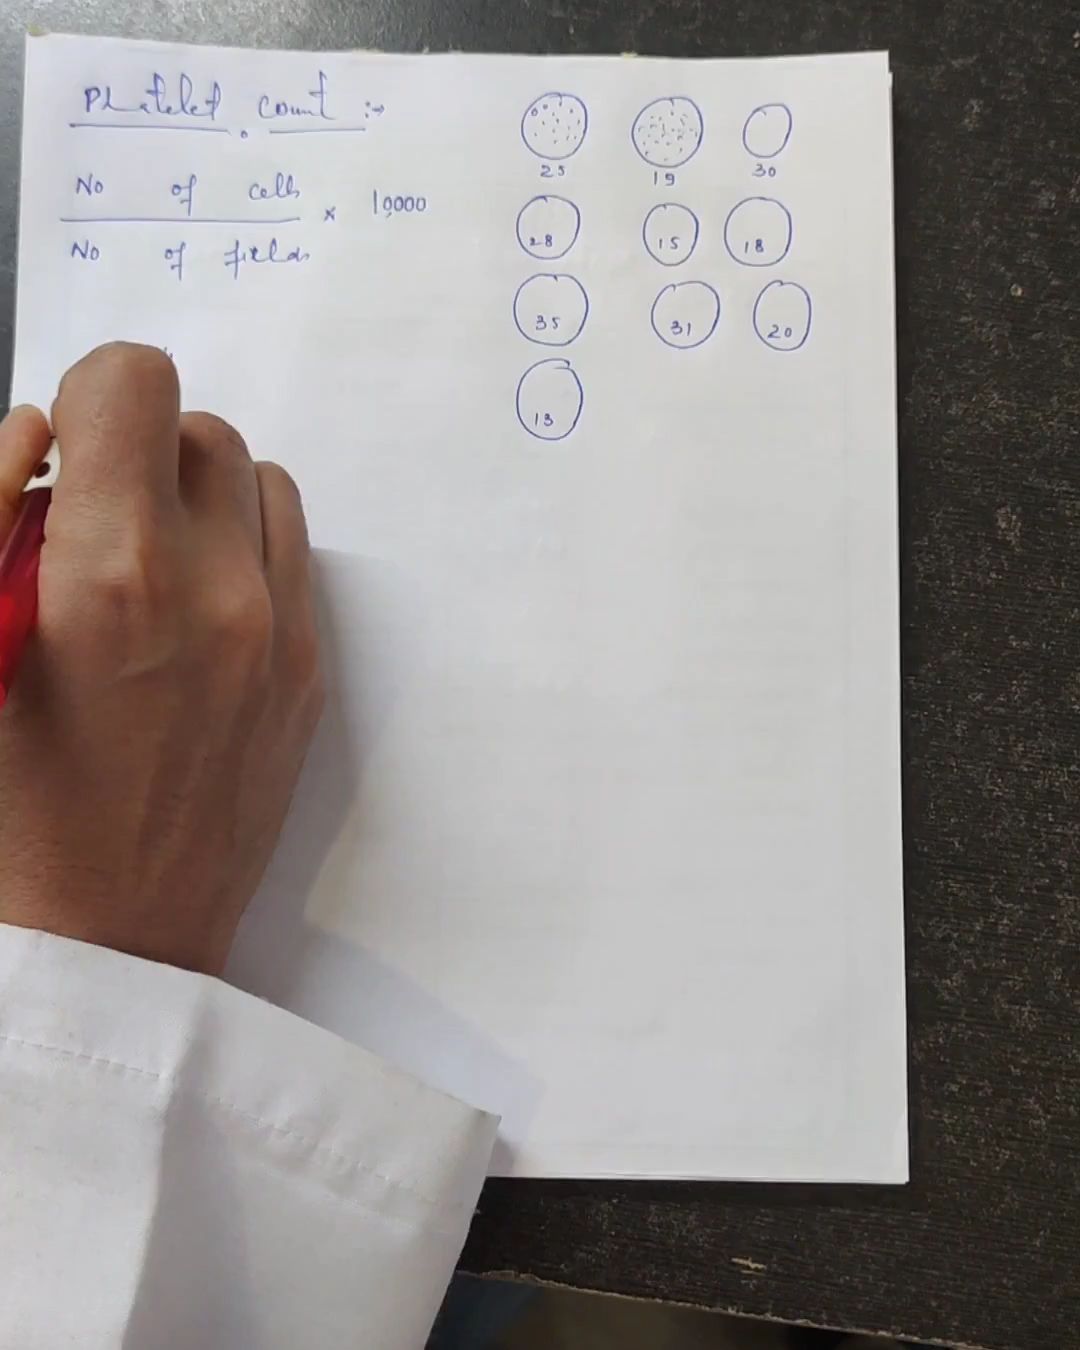 Platelet count :→
No of cells
No of fields
× 10,000
25 19 30
28 15 18
35 31 20
13